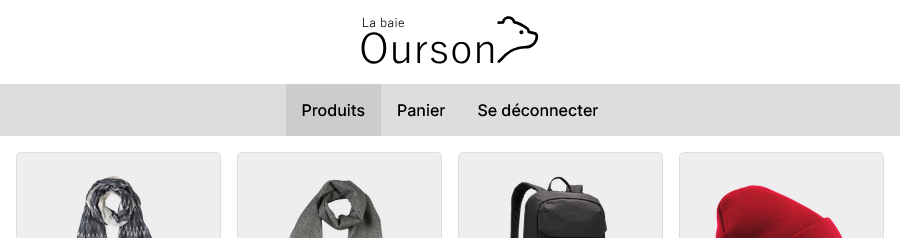 La baie
Ourson
Produits Panier Se déconnecter